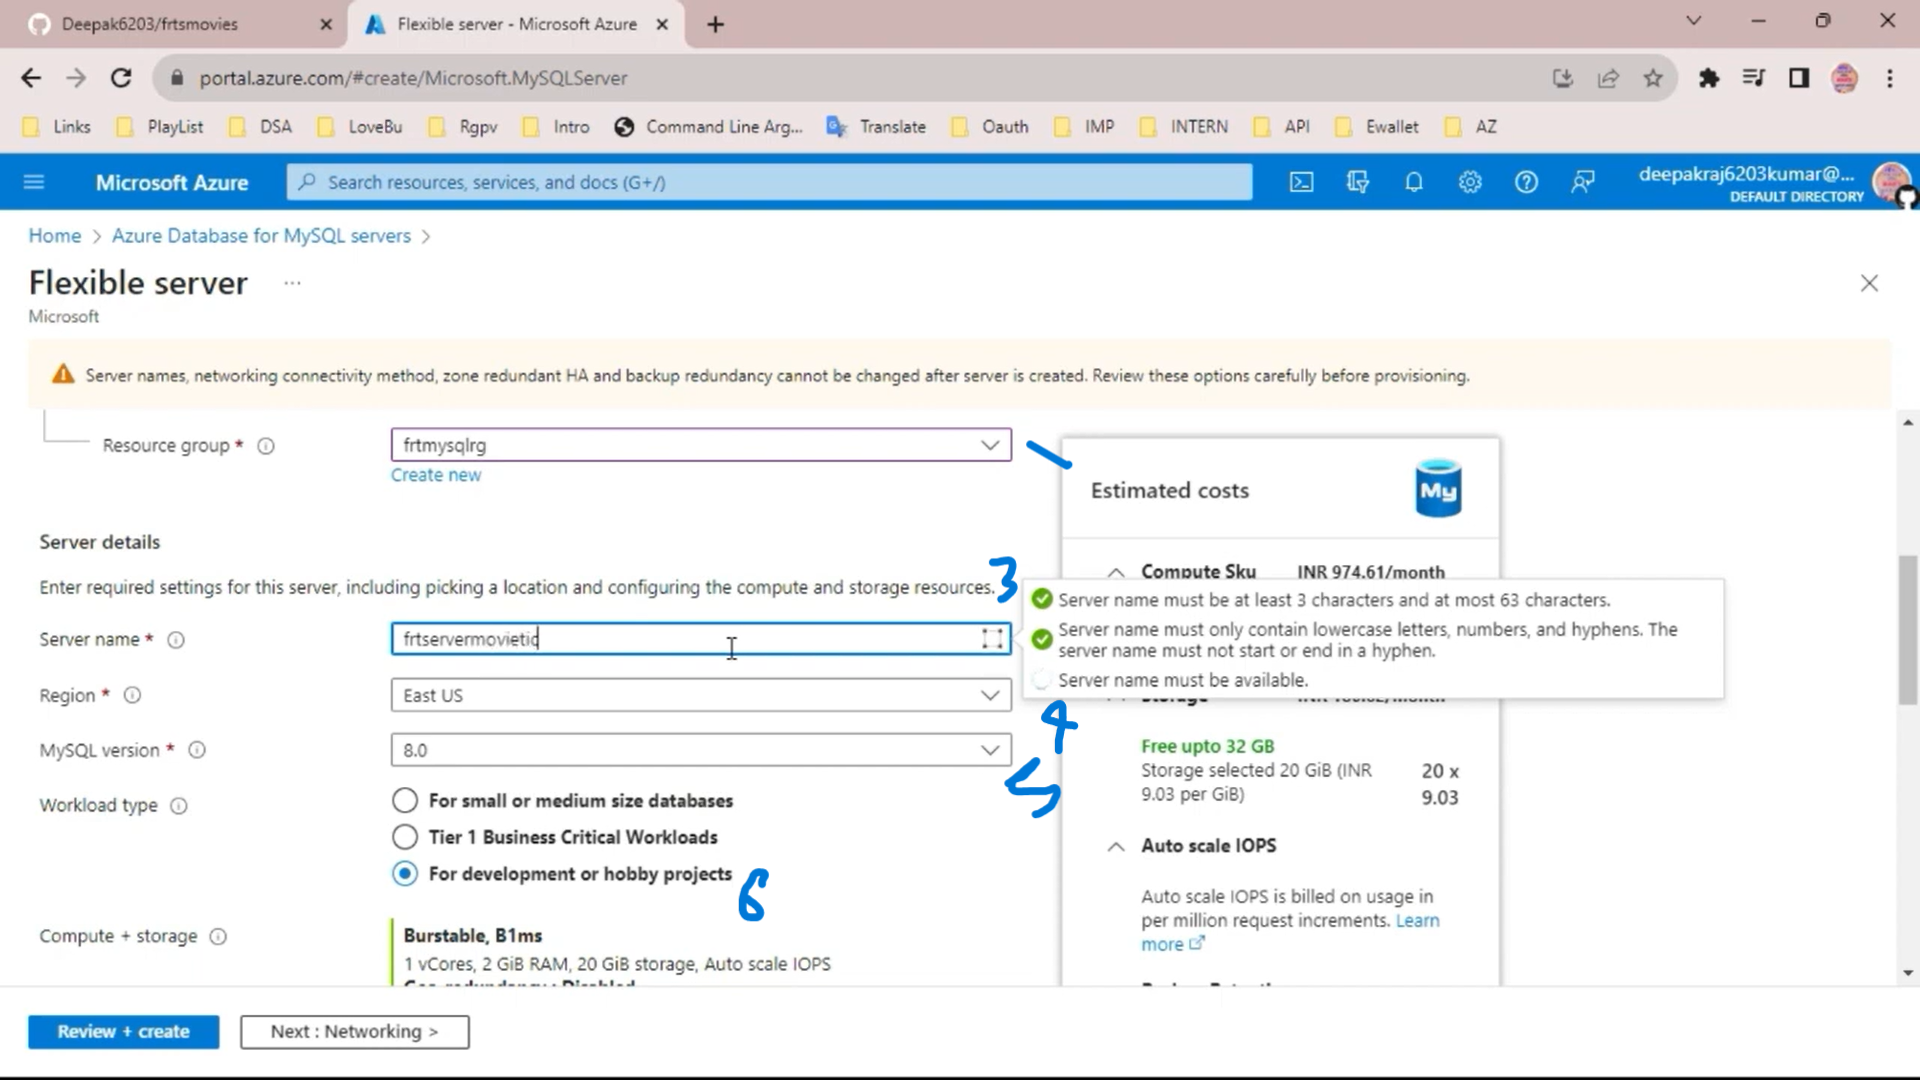 Deepak6203/frtsmovies
Flexible server - Microsoft Azure
portal.azure.com/#create/Microsoft.MySQLServer
Links PlayList DSA LoveBu Rgpv Intro Command Line Arg... Translate Oauth IMP INTERN API Ewallet AZ
Microsoft Azure
Search resources, services, and docs (G+/)
deepakraj6203kumar@...
DEFAULT DIRECTORY
Home > Azure Database for MySQL servers >
Flexible server ...
Microsoft
Server names, networking connectivity method, zone redundant HA and backup redundancy cannot be changed after server is created. Review these options carefully before provisioning.
Resource group *
frtmysqlrg
Create new
Server details
Enter required settings for this server, including picking a location and configuring the compute and storage resources.
3
Server name *
Region *
East US
4
MySQL version *
8.0
5
Workload type
For small or medium size databases
Tier 1 Business Critical Workloads
For development or hobby projects
6
Compute + storage
Burstable, B1ms
1 vCores, 2 GiB RAM, 20 GiB storage, Auto scale IOPS
Estimated costs
My
Compute Sku INR 974.61/month
Server name must be at least 3 characters and at most 63 characters.
Server name must only contain lowercase letters, numbers, and hyphens. The
server name must not start or end in a hyphen.
Server name must be available.
Free upto 32 GB
Storage selected 20 GiB (INR
9.03 per GiB)
20 x
9.03
Auto scale IOPS
Auto scale IOPS is billed on usage in
per million request increments. Learn
more
Review + create
Next : Networking >